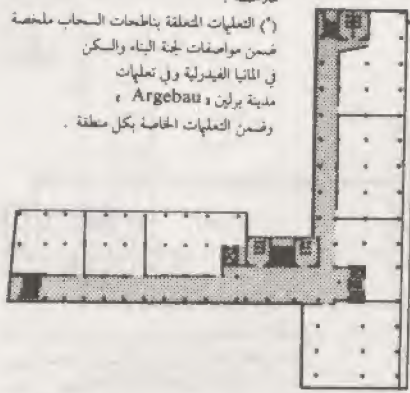 (*) التعليمات المتعلقة بناطحات السحاب ملخصة
ضمن مواصفات لجنة البناء والسكن
في المانيا الفيدرالية وفي تعليمات
مدينة برلين « Argebau »
وضمن التعليمات الخاصة بكل منطقة .